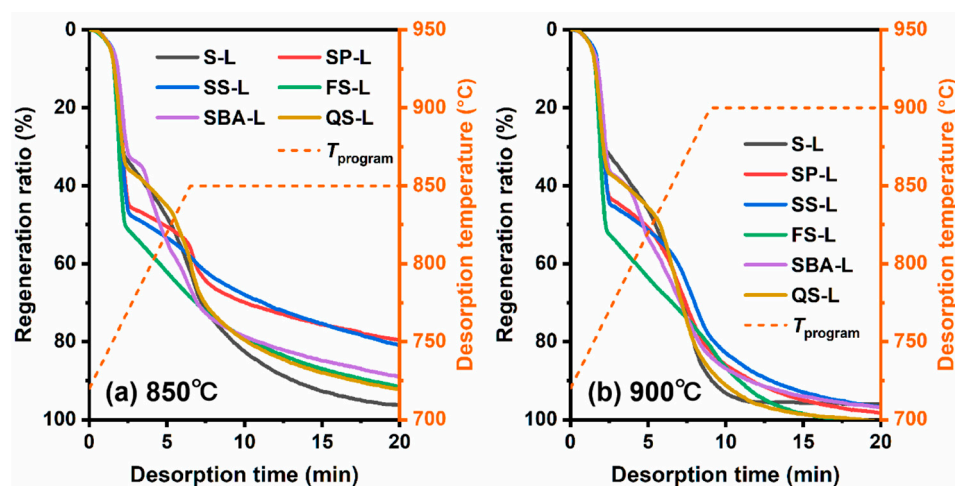 0
20
40
60
80
100
Regeneration ratio (%)
S-L
SP-L
SS-L
FS-L
SBA-L
QS-L
Tprogram
(a) 850℃
950
900
850
800
750
700
Desorption temperature (°C)
0
5
10
15
20
Desorption time (min)
0
20
40
60
80
100
Regeneration ratio (%)
S-L
SP-L
SS-L
FS-L
SBA-L
QS-L
Tprogram
(b) 900℃
950
900
850
800
750
700
Desorption temperature (°C)
0
5
10
15
20
Desorption time (min)